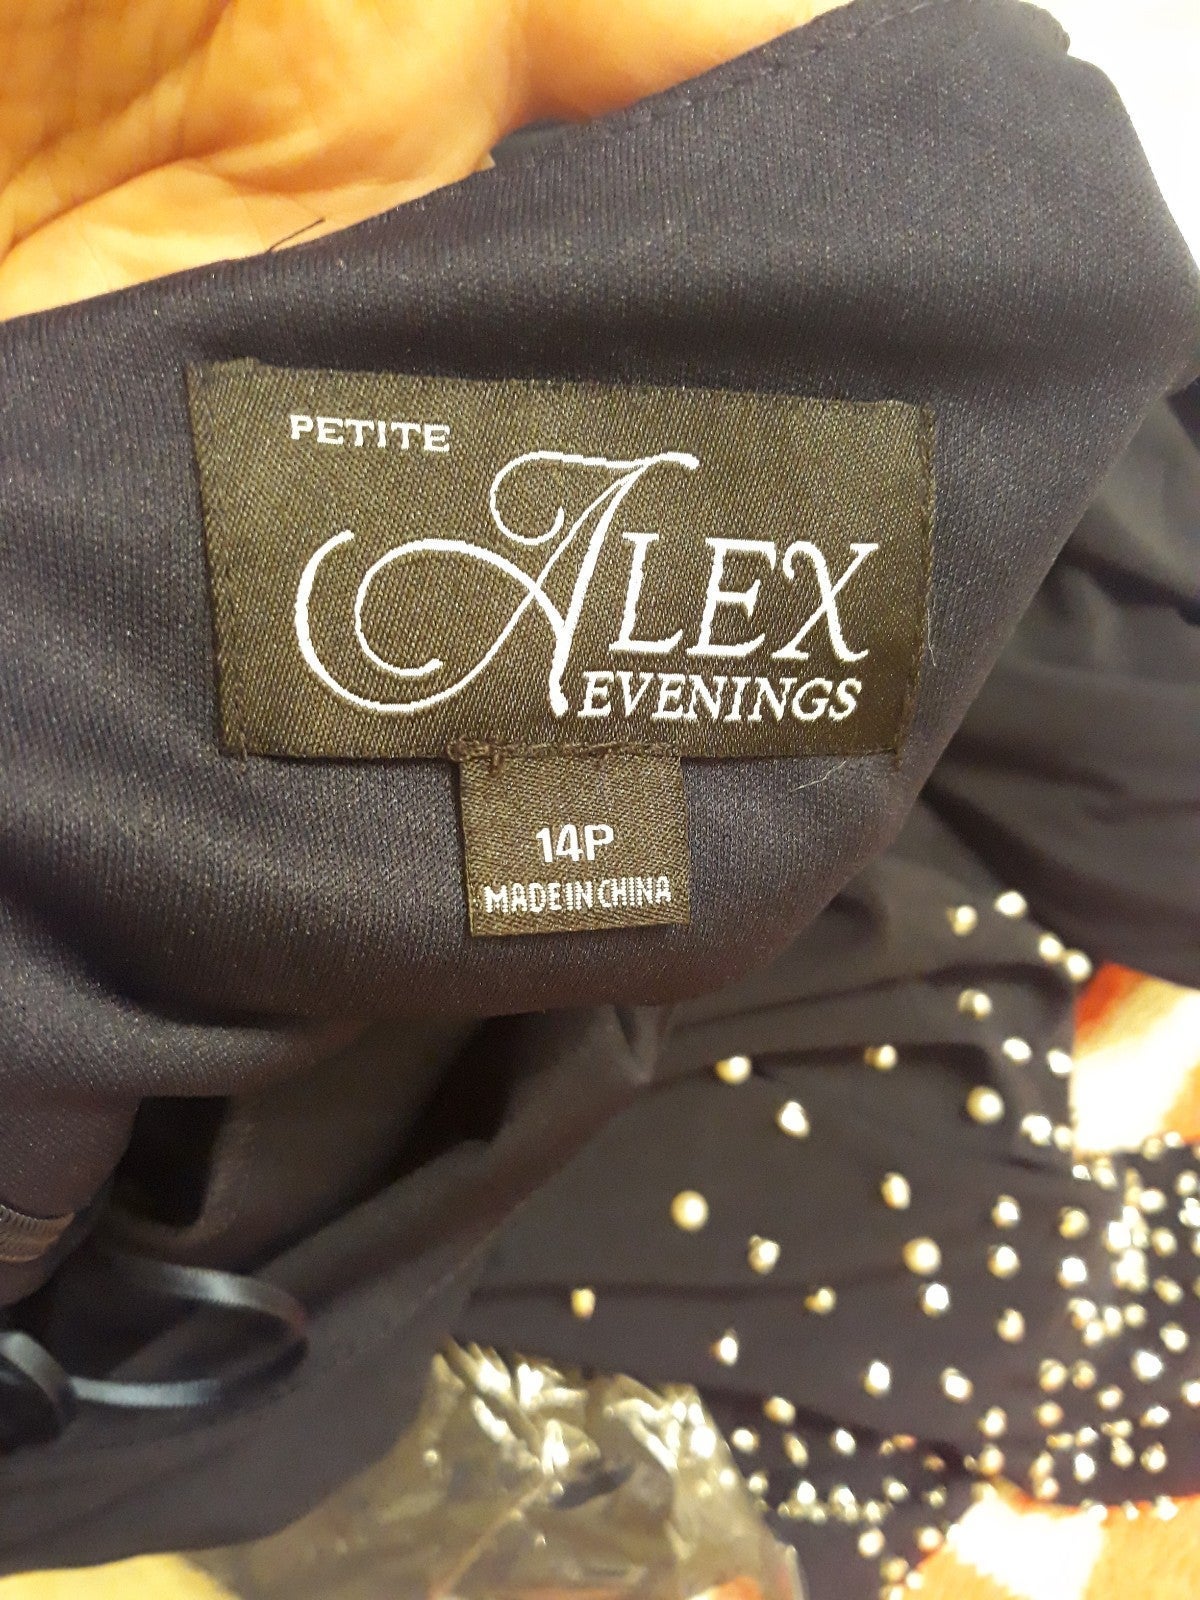 PETITE
ALEX
EVENINGS
14P
MADE IN CHINA